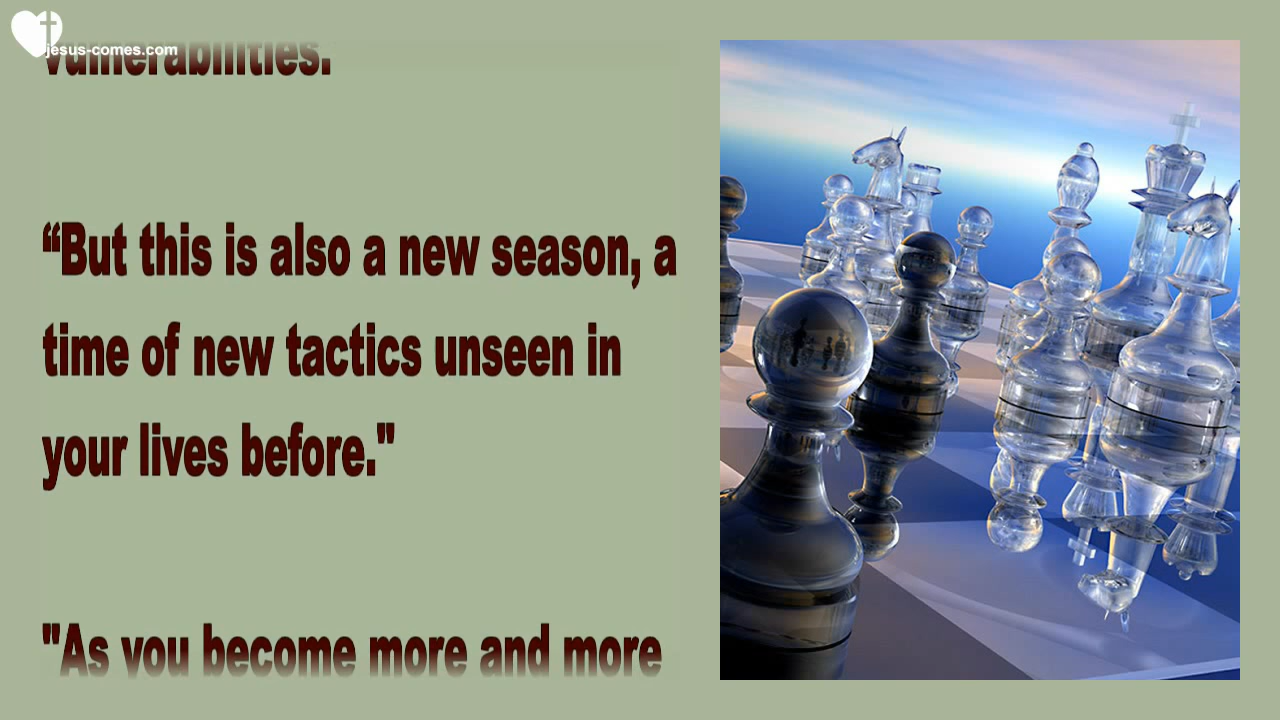 jesus-comes.com
vulnerabilities.
“But this is also a new season, a
time of new tactics unseen in
your lives before."
"As you become more and more